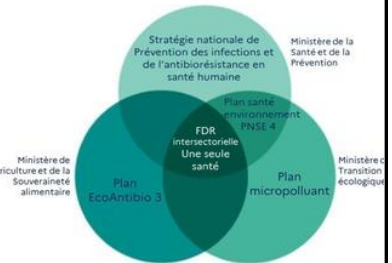 Stratégie nationale de
Prévention des infections et
de l'antibiorésistance en
santé humaine
Ministère de la
Santé et de la
Prévention
Plan santé
environnement
PNSE 4
FDR
intersectorielle
Une seule
santé
Ministère de
riculture et de la
Souveraineté
alimentaire
Plan
EcoAntibio 3
Plan
micropolluant
Ministère d
Transition
écologique